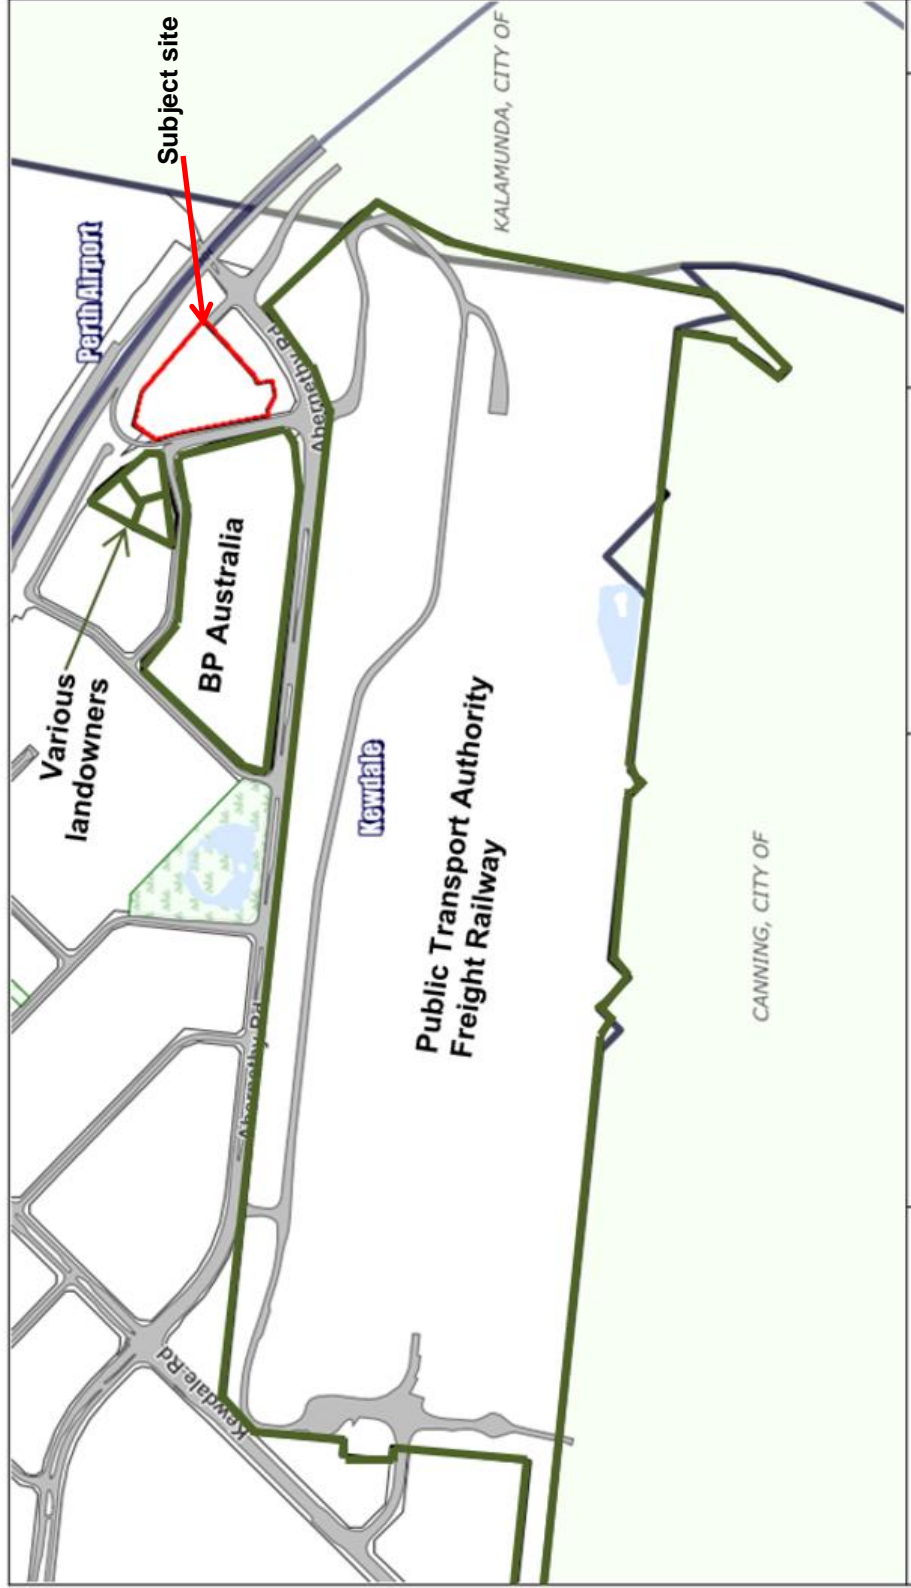 Subject site
Perth Airport
KALAMUNDA, CITY OF
Abernethy Rd
BP Australia
Various
landowners
Kewdale
Public Transport Authority
Freight Railway
CANNING, CITY OF
Abernethy Rd
Kewdale Rd